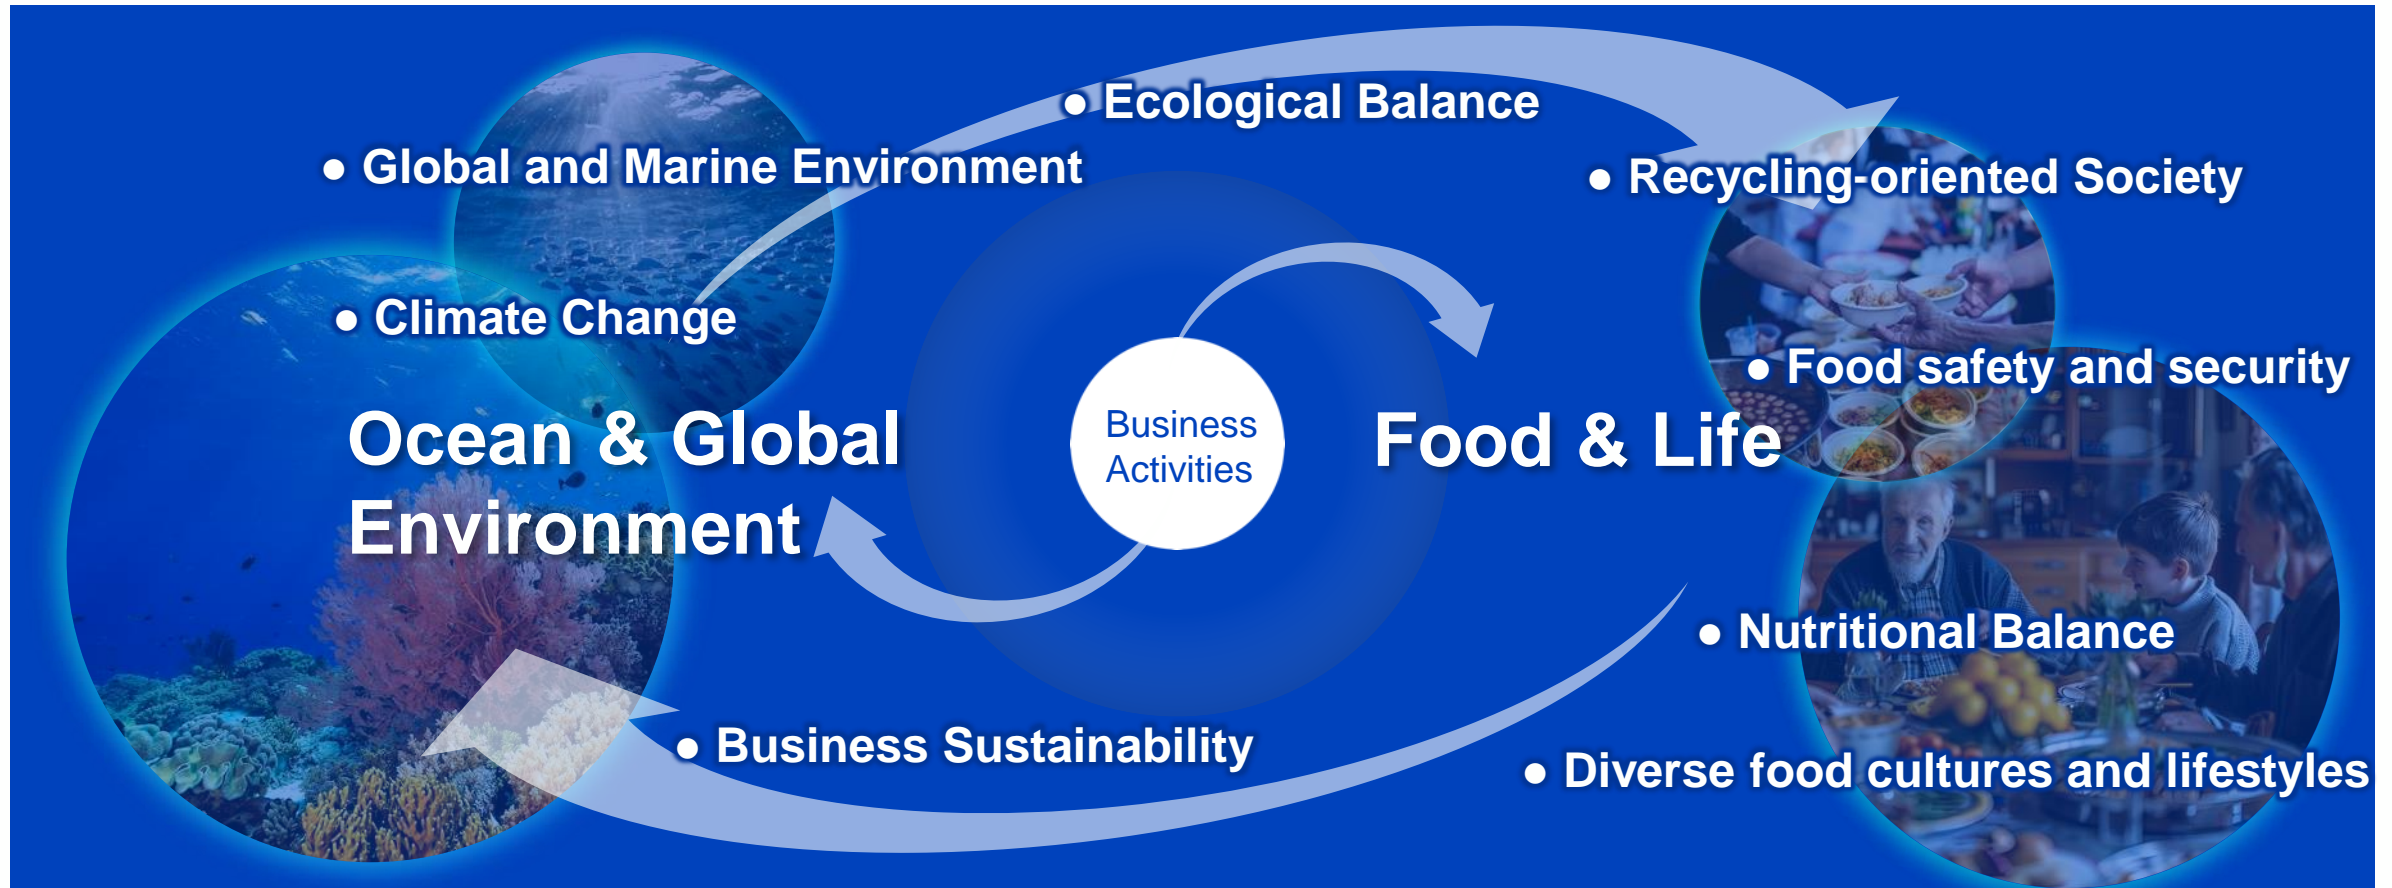 ● Ecological Balance
● Global and Marine Environment
● Recycling-oriented Society
● Climate Change
● Food safety and security
Ocean & Global
Environment
Business
Activities
Food & Life
● Nutritional Balance
● Business Sustainability
● Diverse food cultures and lifestyles